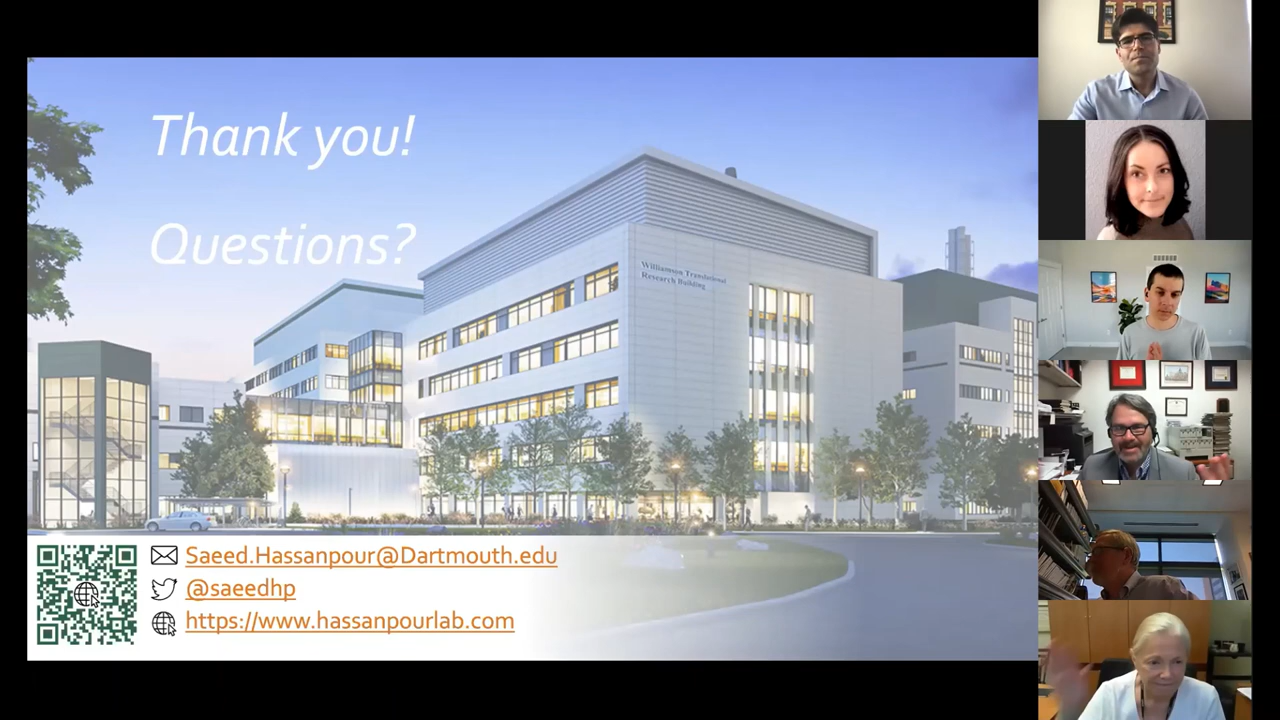 Thank you!
Questions?
Williamson Translational
Research Building
Saeed.Hassanpour@Dartmouth.edu
@saeedhp
https://www.hassanpourlab.com